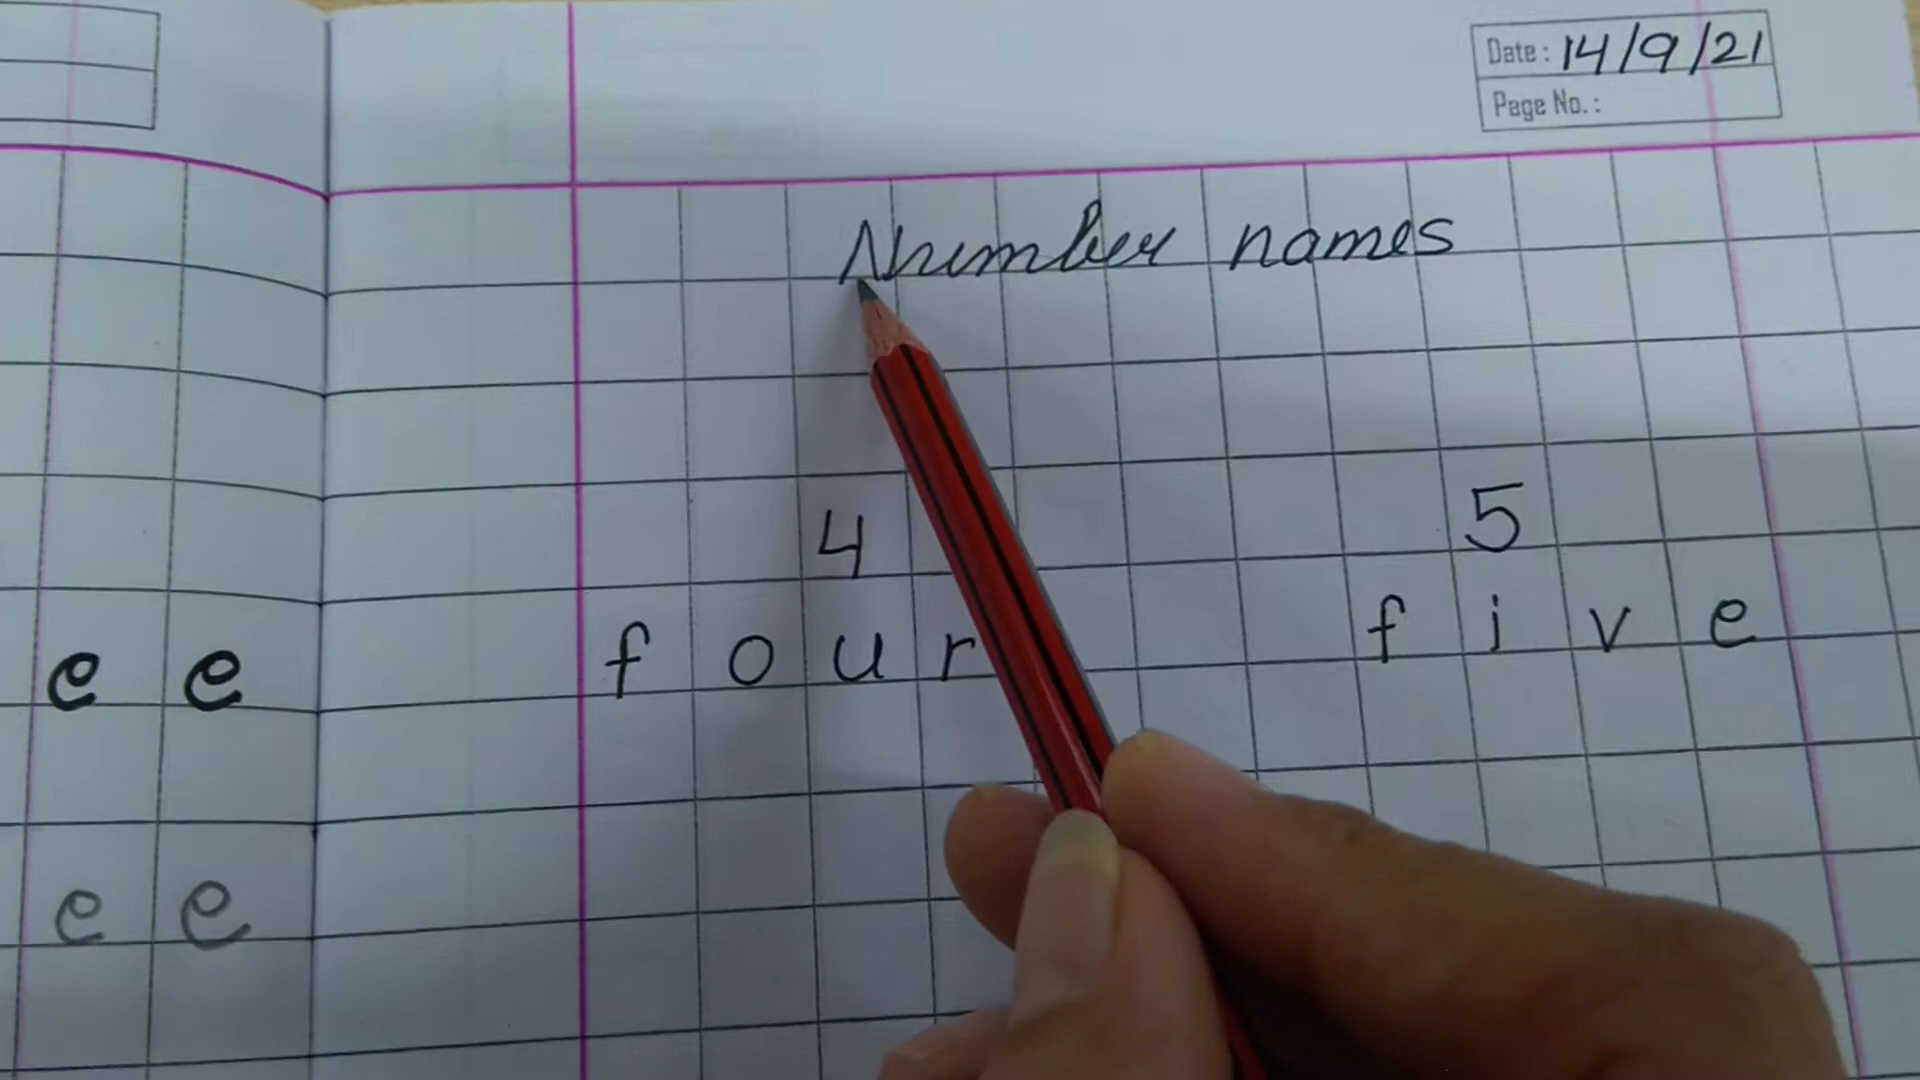 Date : 14/9/21
Page No. :
Number names
4 5
f o u r f i v e
e e
e e